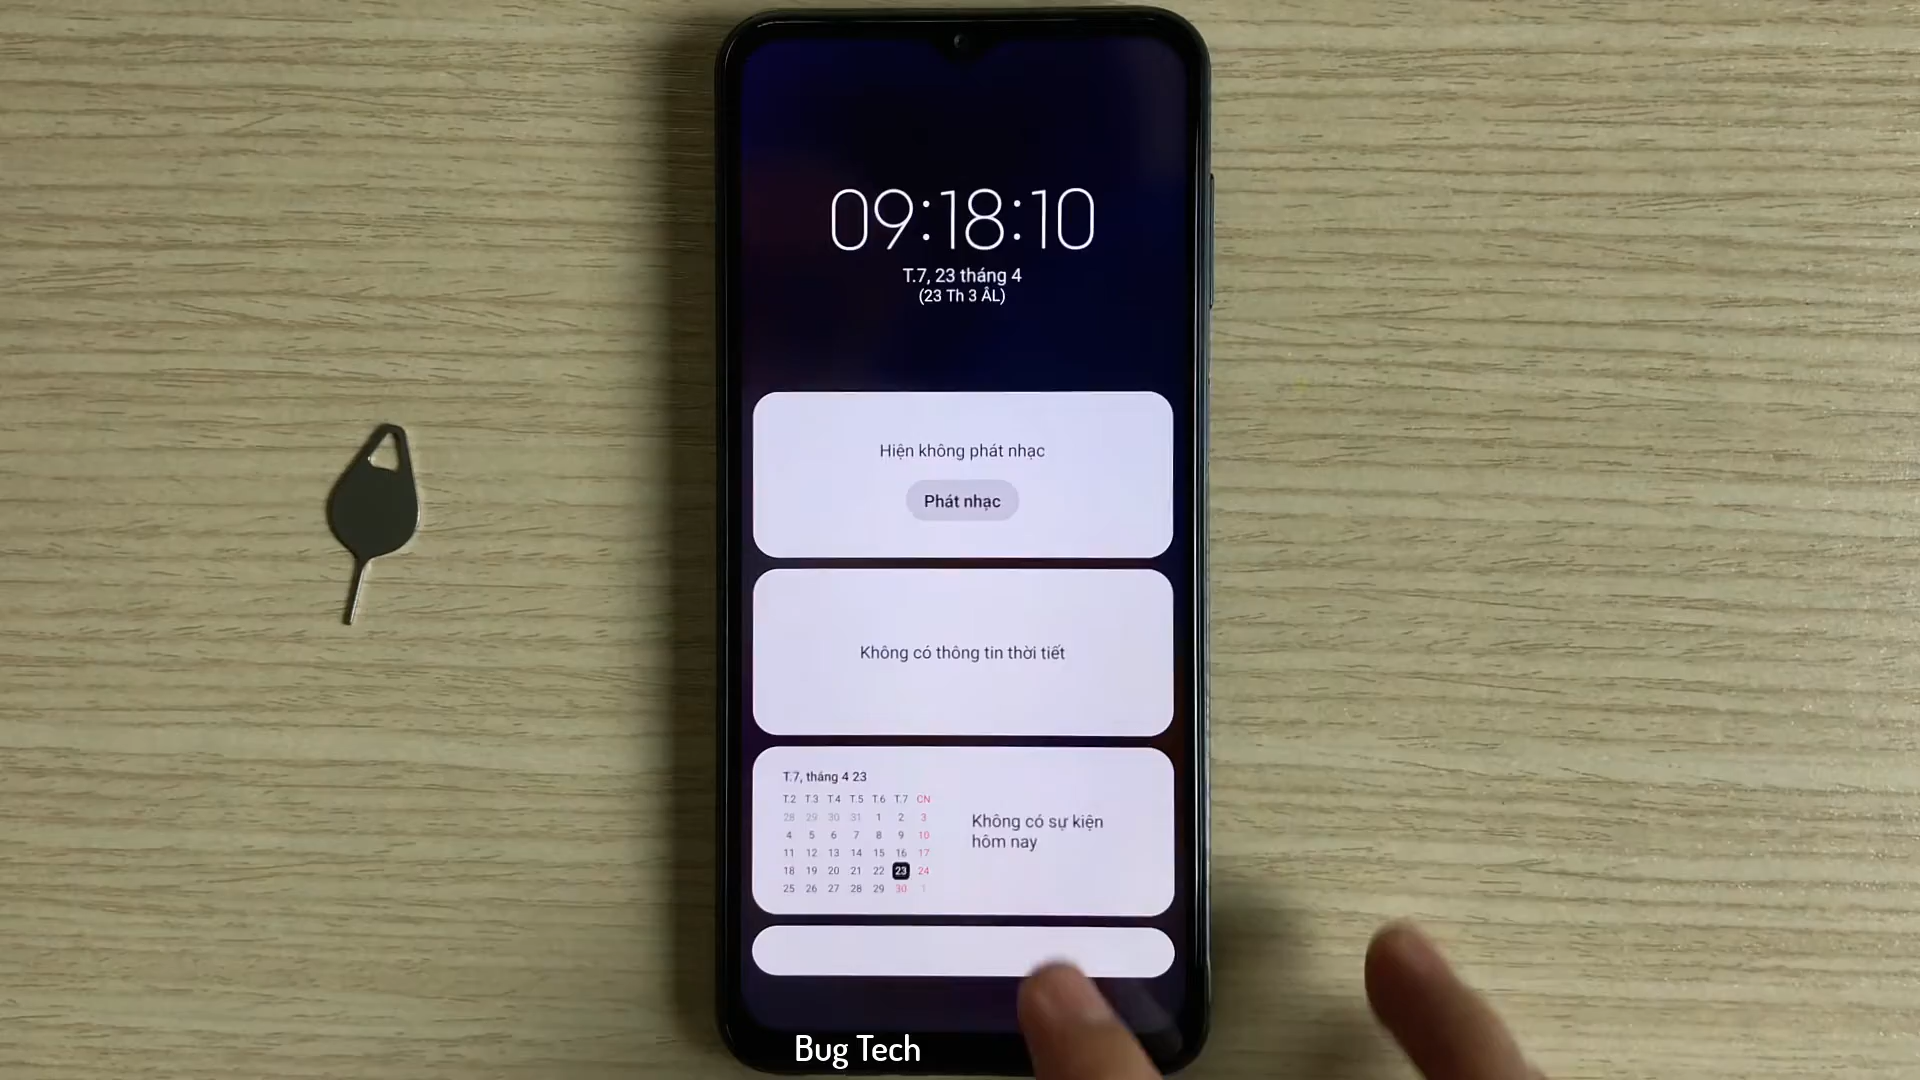 09:18:10
T.7, 23 tháng 4
(23 Th 3 ÂL)
Hiện không phát nhạc
Phát nhạc
Không có thông tin thời tiết
T.7, tháng 4 23
T.2 T.3 T.4 T.5 T.6 T.7 CN
28 29 30 31 1 2 3
4 5 6 7 8 9 10
11 12 13 14 15 16 17
18 19 20 21 22 23 24
25 26 27 28 29 30 1
Không có sự kiện
hôm nay
Bug Tech